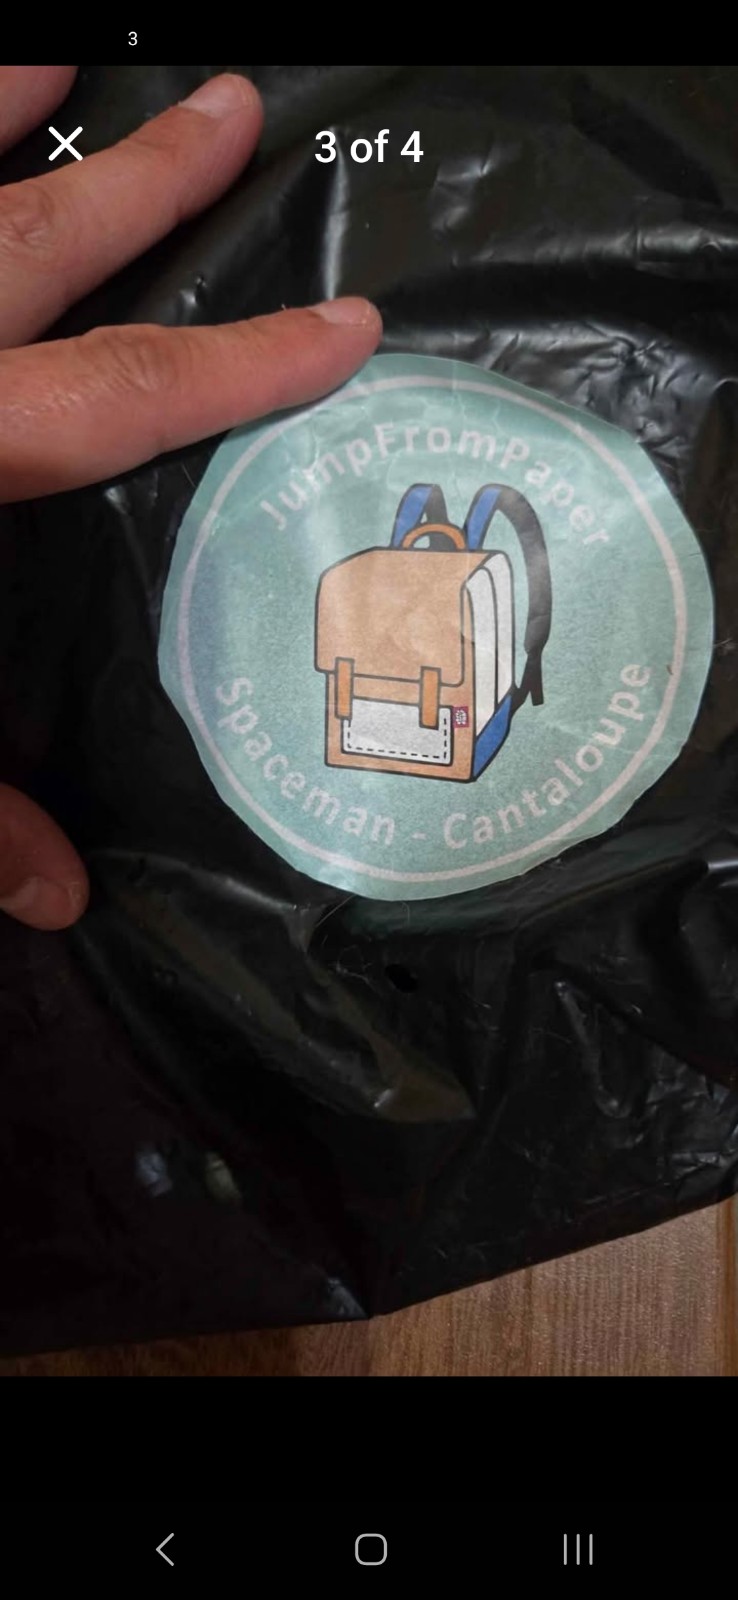 3
3 of 4
JumpFromPaper
Spaceman - Cantaloupe